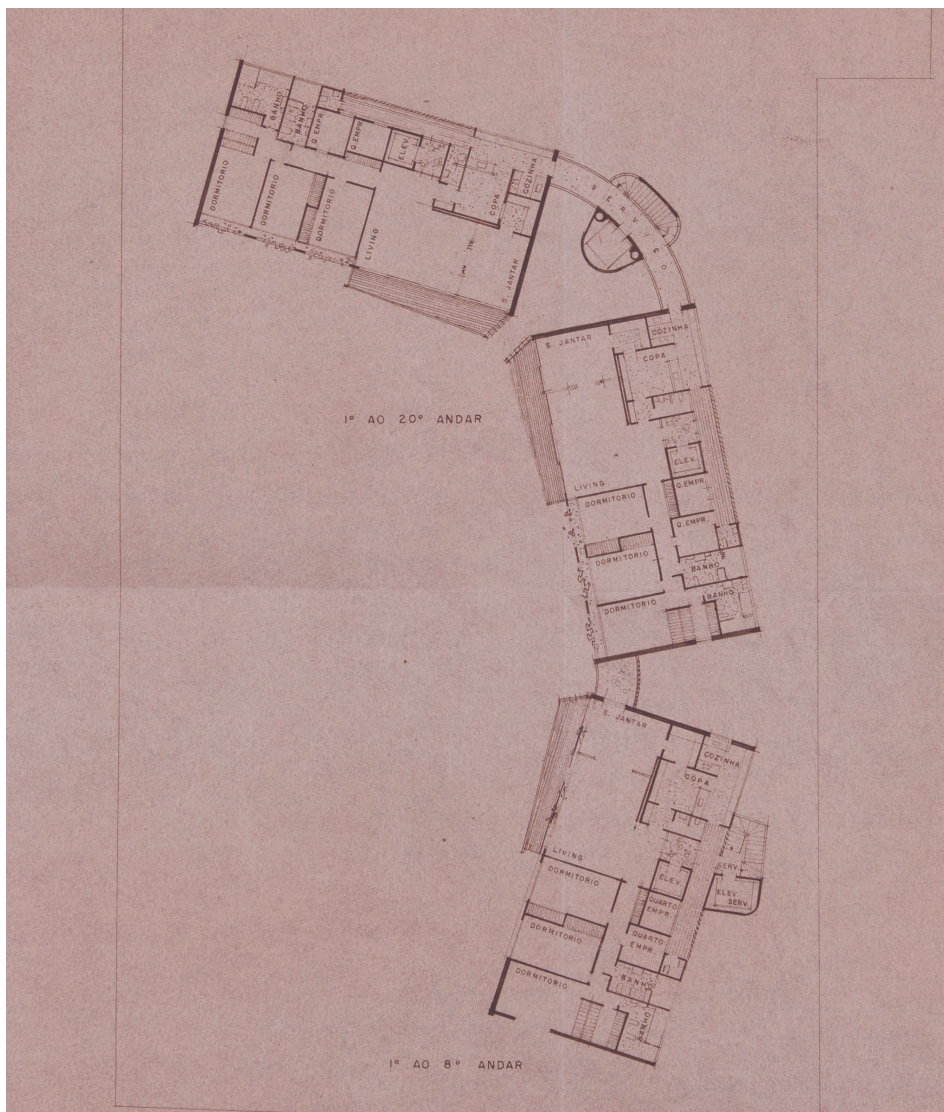 BANHO
BANHO
Q. EMPR.
Q. EMPR.
ELEV.
COZINHA
COPA
DORMITORIO
DORMITORIO
DORMITORIO
LIVING
S. JANTAR
SERVIÇO
S. JANTAR
COZINHA
COPA
1º AO 20º ANDAR
ELEV.
LIVING
Q. EMPR.
DORMITORIO
Q. EMPR.
DORMITORIO
BANHO
BANHO
DORMITORIO
S. JANTAR
COZINHA
COPA
LIVING
SERV.
DORMITORIO
ELEV.
ELEV.
SERV.
QUARTO
EMPR.
DORMITORIO
QUARTO
EMPR.
DORMITORIO
BANHO
BANHO
1º AO 8º ANDAR